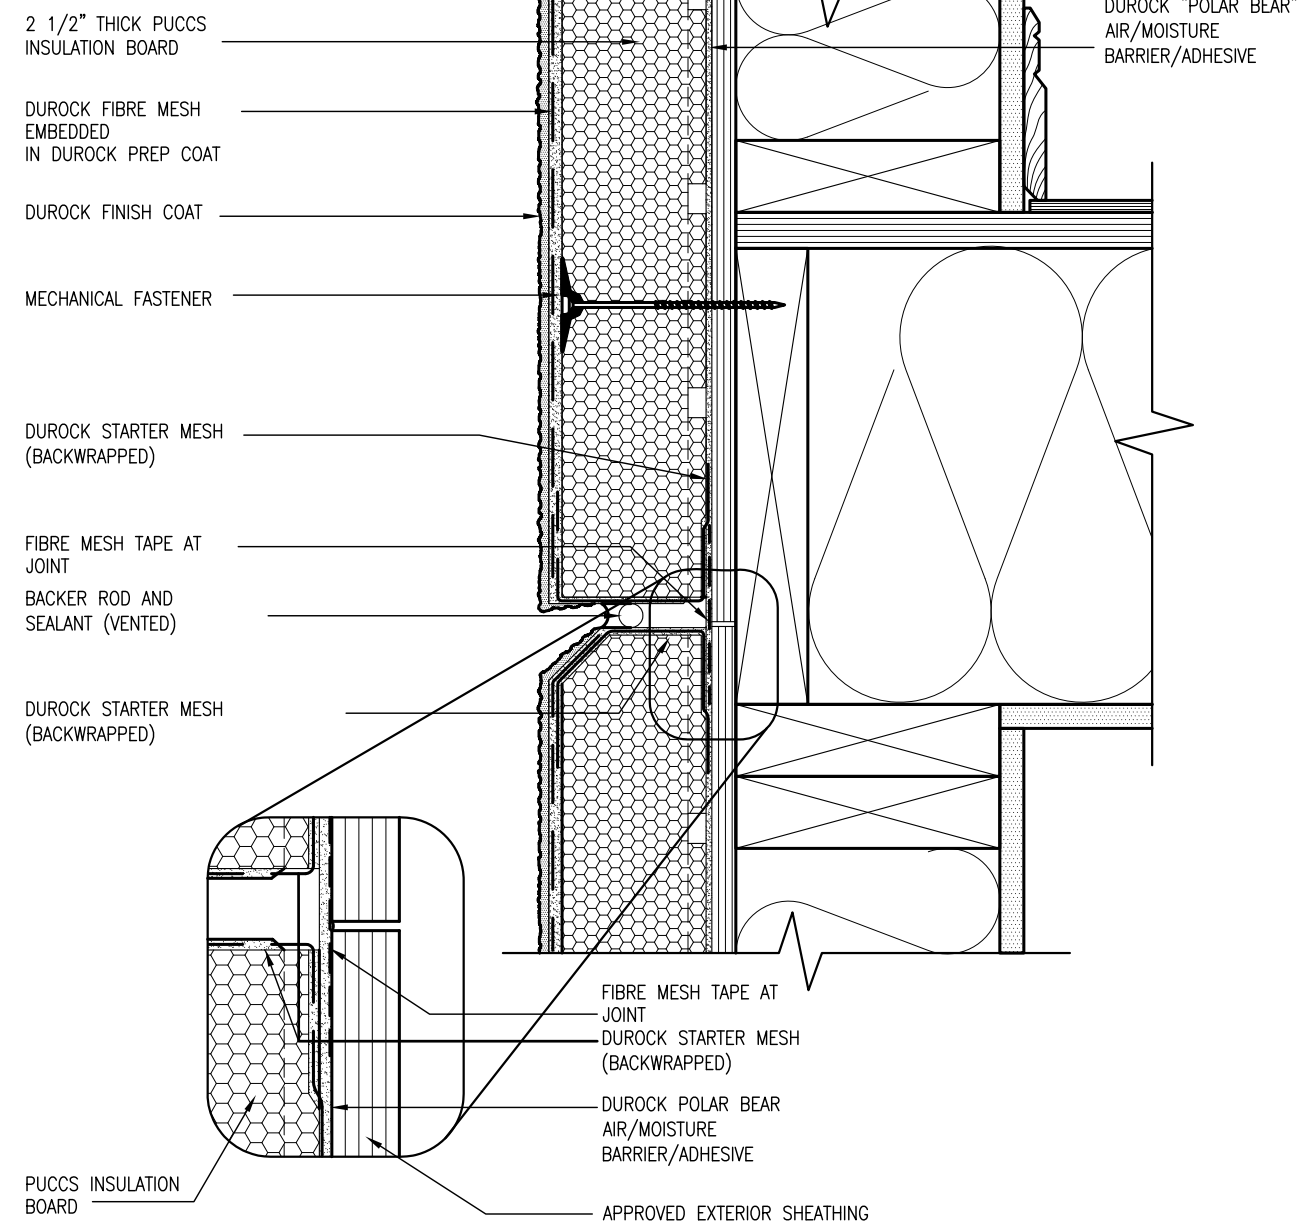 2 1/2" THICK PUCCS
INSULATION BOARD
DUROCK FIBRE MESH
EMBEDDED
IN DUROCK PREP COAT
DUROCK FINISH COAT
MECHANICAL FASTENER
DUROCK STARTER MESH
(BACKWRAPPED)
FIBRE MESH TAPE AT
JOINT
BACKER ROD AND
SEALANT (VENTED)
DUROCK STARTER MESH
(BACKWRAPPED)
DUROCK "POLAR BEAR"
AIR/MOISTURE
BARRIER/ADHESIVE
FIBRE MESH TAPE AT
JOINT
DUROCK STARTER MESH
(BACKWRAPPED)
DUROCK POLAR BEAR
AIR/MOISTURE
BARRIER/ADHESIVE
PUCCS INSULATION
BOARD
APPROVED EXTERIOR SHEATHING